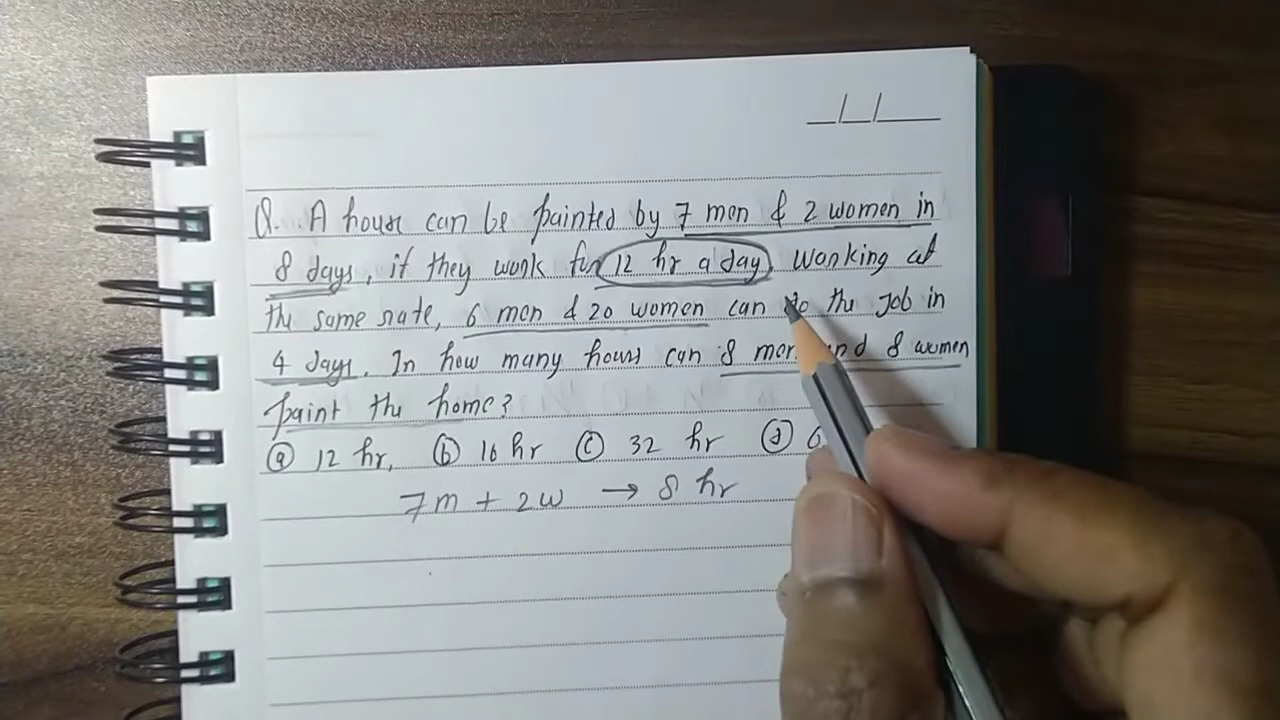 __/__/____
Q. A house can be painted by 7 men & 2 women in
8 days, if they work for 12 hr a day, working at
the same rate, 6 men & 20 women can do the job in
4 days. In how many hours can 8 men and 8 women
paint the home?
ⓐ 12 hr, ⓑ 16 hr ⓒ 32 hr ⓓ
7m + 2w → 8 hr